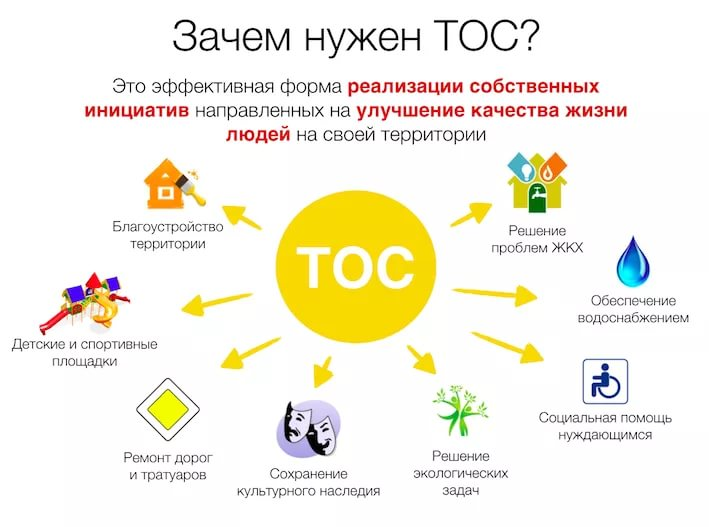 Зачем нужен ТОС?
Это эффективная форма реализации собственных
инициатив направленных на улучшение качества жизни
людей на своей территории
Благоустройство
территории
Решение
проблем ЖКХ
ТОС
Обеспечение
водоснабжением
Детские и спортивные
площадки
Социальная помощь
нуждающимся
Ремонт дорог
и тратуаров
Сохранение
культурного наследия
Решение
экологических
задач